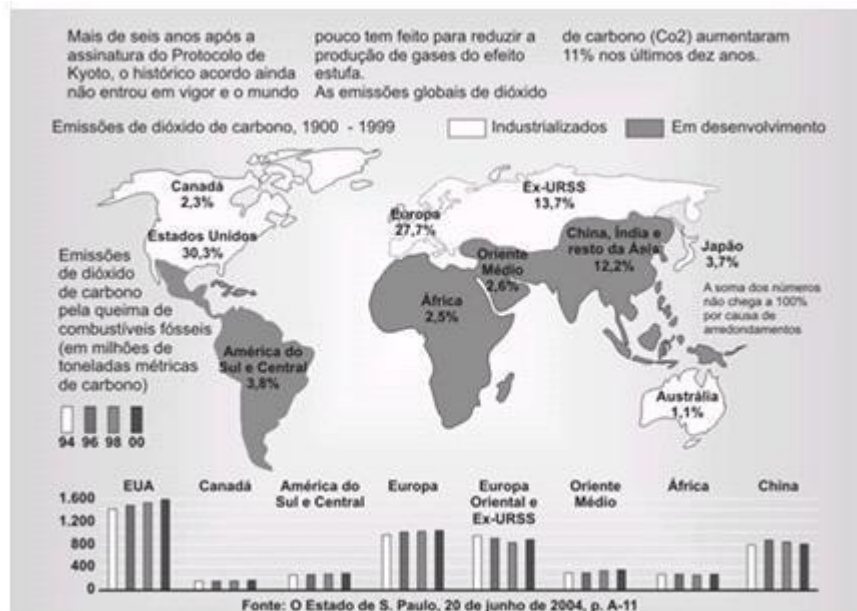 Mais de seis anos após a
assinatura do Protocolo de
Kyoto, o histórico acordo ainda
não entrou em vigor e o mundo
pouco tem feito para reduzir a
produção de gases do efeito
estufa.
As emissões globais de dióxido
de carbono (Co2) aumentaram
11% nos últimos dez anos.
Emissões de dióxido de carbono, 1900 - 1999
Industrializados
Em desenvolvimento
Canadá
2,3%
Estados Unidos
30,3%
Europa
27,7%
Ex-URSS
13,7%
China, Índia e
resto da Ásia
12,2%
Japão
3,7%
Oriente
Médio
2,6%
África
2,5%
América do
Sul e Central
3,8%
Austrália
1,1%
A soma dos números
não chega a 100%
por causa de
arredondamentos
Emissões
de dióxido
de carbono
pela queima de
combustíveis fósseis
(em milhões de
toneladas métricas
de carbono)
94 96 98 00
EUA
Canadá
América do
Sul e Central
Europa
Europa
Oriental e
Ex-URSS
Oriente
Médio
África
China
1.600
1.200
800
400
0
Fonte: O Estado de S. Paulo, 20 de junho de 2004, p. A-11